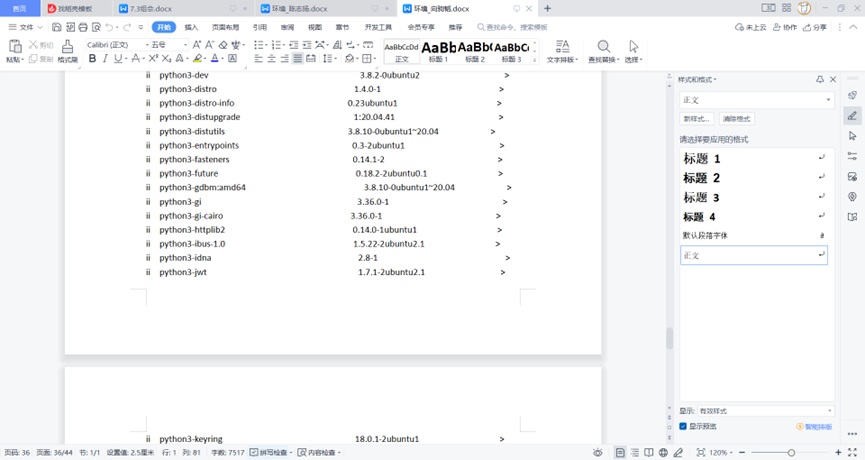 首页 找稻壳模板 7.3组会.docx 环境_陈志扬.docx
文件 开始 插入 页面布局 引用 审阅 视图 章节 开发工具 会员专享 推荐 查找命令、搜索模板 未上云 协作 分享
粘贴 剪切 复制 格式刷 Calibri (正文) 五号 AaBbCcDd 正文 AaBb 标题 1 AaBb( 标题 2 AaBbC( 标题 3 文字排版 查找替换 选择
ii python3-dev 3.8.2-0ubuntu2 >
ii python3-distro 1.4.0-1 >
ii python3-distro-info 0.23ubuntu1 >
ii python3-distupgrade 1:20.04.41 >
ii python3-distutils 3.8.10-0ubuntu1~20.04 >
ii python3-entrypoints 0.3-2ubuntu1 >
ii python3-fasteners 0.14.1-2 >
ii python3-future 0.18.2-2ubuntu0.1 >
ii python3-gdbm:amd64 3.8.10-0ubuntu1~20.04 >
ii python3-gi 3.36.0-1 >
ii python3-gi-cairo 3.36.0-1 >
ii python3-httplib2 0.14.0-1ubuntu1 >
ii python3-ibus-1.0 1.5.22-2ubuntu2.1 >
ii python3-idna 2.8-1 >
ii python3-jwt 1.7.1-2ubuntu2.1 >
ii python3-keyring 18.0.1-2ubuntu1 >
样式和格式
正文
新样式... 清除格式
请选择要应用的格式
标题 1
标题 2
标题 3
标题 4
默认段落字体 a
正文
显示: 有效样式
显示预览 智能排版
页码: 36 页面: 36/44 节: 1/1 设置值: 2.5厘米 行: 1 列: 81 字数: 7517 拼写检查 内容检查 120%